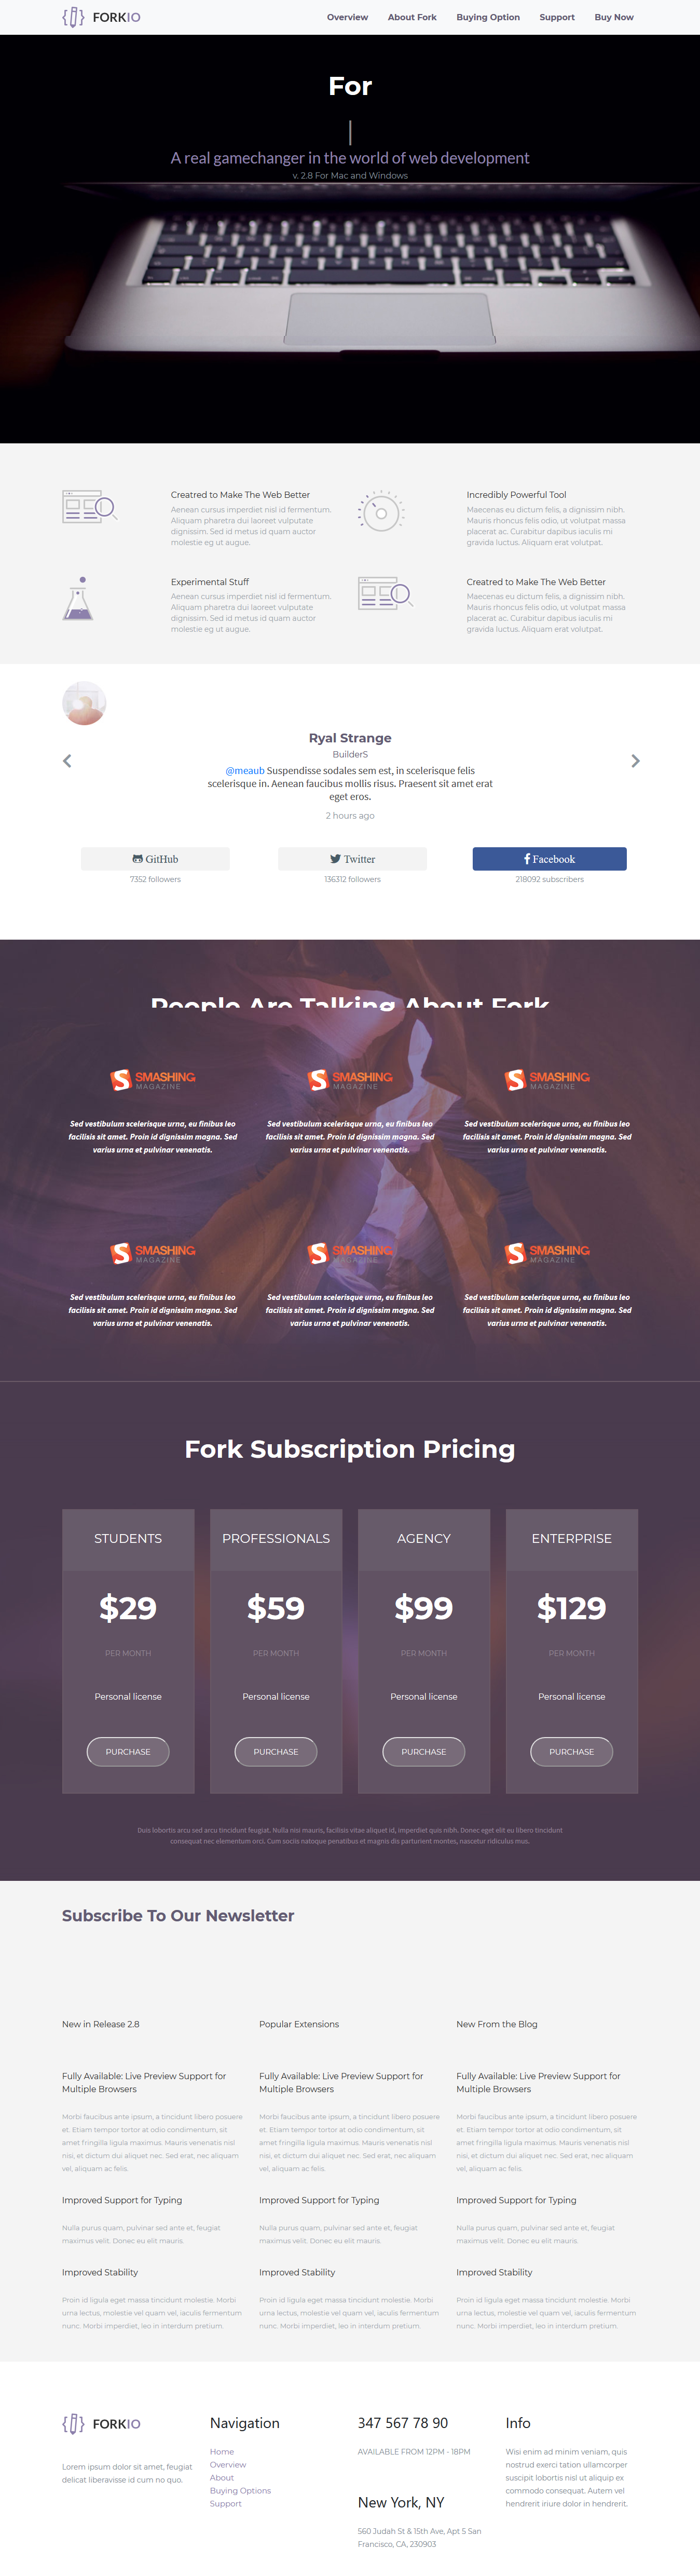 FORKIO
Overview
About Fork
Buying Option
Support
Buy Now
For
A real gamechanger in the world of web development
v. 2.8 For Mac and Windows
Creatred to Make The Web Better
Aenean cursus imperdiet nisl id fermentum.
Aliquam pharetra dui laoreet vulputate
dignissim. Sed id metus id quam auctor
molestie eg ut augue.
Incredibly Powerful Tool
Maecenas eu dictum felis, a dignissim nibh.
Mauris rhoncus felis odio, ut volutpat massa
placerat ac. Curabitur dapibus iaculis mi
gravida luctus. Aliquam erat volutpat.
Experimental Stuff
Aenean cursus imperdiet nisl id fermentum.
Aliquam pharetra dui laoreet vulputate
dignissim. Sed id metus id quam auctor
molestie eg ut augue.
Creatred to Make The Web Better
Maecenas eu dictum felis, a dignissim nibh.
Mauris rhoncus felis odio, ut volutpat massa
placerat ac. Curabitur dapibus iaculis mi
gravida luctus. Aliquam erat volutpat.
Ryal Strange
BuilderS
@meaub Suspendisse sodales sem est, in scelerisque felis
scelerisque in. Aenean faucibus mollis risus. Praesent sit amet erat
eget eros.
2 hours ago
GitHub
7352 followers
Twitter
136312 followers
Facebook
218092 subscribers
People Are Talking About Fork
SMASHING
MAGAZINE
Sed vestibulum scelerisque urna, eu finibus leo
facilisis sit amet. Proin id dignissim magna. Sed
varius urna et pulvinar venenatis.
SMASHING
MAGAZINE
Sed vestibulum scelerisque urna, eu finibus leo
facilisis sit amet. Proin id dignissim magna. Sed
varius urna et pulvinar venenatis.
SMASHING
MAGAZINE
Sed vestibulum scelerisque urna, eu finibus leo
facilisis sit amet. Proin id dignissim magna. Sed
varius urna et pulvinar venenatis.
SMASHING
MAGAZINE
Sed vestibulum scelerisque urna, eu finibus leo
facilisis sit amet. Proin id dignissim magna. Sed
varius urna et pulvinar venenatis.
SMASHING
MAGAZINE
Sed vestibulum scelerisque urna, eu finibus leo
facilisis sit amet. Proin id dignissim magna. Sed
varius urna et pulvinar venenatis.
SMASHING
MAGAZINE
Sed vestibulum scelerisque urna, eu finibus leo
facilisis sit amet. Proin id dignissim magna. Sed
varius urna et pulvinar venenatis.
Fork Subscription Pricing
STUDENTS
$29
PER MONTH
Personal license
PURCHASE
PROFESSIONALS
$59
PER MONTH
Personal license
PURCHASE
AGENCY
$99
PER MONTH
Personal license
PURCHASE
ENTERPRISE
$129
PER MONTH
Personal license
PURCHASE
Duis lobortis arcu sed arcu tincidunt feugiat. Nulla nisi mauris, facilisis vitae aliquet id, imperdiet quis nibh. Donec eget elit eu libero tincidunt
consequat nec elementum orci. Cum sociis natoque penatibus et magnis dis parturient montes, nascetur ridiculus mus.
Subscribe To Our Newsletter
New in Release 2.8
Fully Available: Live Preview Support for
Multiple Browsers
Morbi faucibus ante ipsum, a tincidunt libero posuere
et. Etiam tempor tortor at odio condimentum, sit
amet fringilla ligula maximus. Mauris venenatis nisl
nisi, et dictum dui aliquet nec. Sed erat, nec aliquam
vel, aliquam ac felis.
Improved Support for Typing
Nulla purus quam, pulvinar sed ante et, feugiat
maximus velit. Donec eu elit mauris.
Improved Stability
Proin id ligula eget massa tincidunt molestie. Morbi
urna lectus, molestie vel quam vel, iaculis fermentum
nunc. Morbi imperdiet, leo in interdum pretium.
Popular Extensions
Fully Available: Live Preview Support for
Multiple Browsers
Morbi faucibus ante ipsum, a tincidunt libero posuere
et. Etiam tempor tortor at odio condimentum, sit
amet fringilla ligula maximus. Mauris venenatis nisl
nisi, et dictum dui aliquet nec. Sed erat, nec aliquam
vel, aliquam ac felis.
Improved Support for Typing
Nulla purus quam, pulvinar sed ante et, feugiat
maximus velit. Donec eu elit mauris.
Improved Stability
Proin id ligula eget massa tincidunt molestie. Morbi
urna lectus, molestie vel quam vel, iaculis fermentum
nunc. Morbi imperdiet, leo in interdum pretium.
New From the Blog
Fully Available: Live Preview Support for
Multiple Browsers
Morbi faucibus ante ipsum, a tincidunt libero posuere
et. Etiam tempor tortor at odio condimentum, sit
amet fringilla ligula maximus. Mauris venenatis nisl
nisi, et dictum dui aliquet nec. Sed erat, nec aliquam
vel, aliquam ac felis.
Improved Support for Typing
Nulla purus quam, pulvinar sed ante et, feugiat
maximus velit. Donec eu elit mauris.
Improved Stability
Proin id ligula eget massa tincidunt molestie. Morbi
urna lectus, molestie vel quam vel, iaculis fermentum
nunc. Morbi imperdiet, leo in interdum pretium.
FORKIO
Lorem ipsum dolor sit amet, feugiat
delicat liberavisse id cum no quo.
Navigation
Home
Overview
About
Buying Options
Support
347 567 78 90
AVAILABLE FROM 12PM - 18PM
New York, NY
560 Judah St & 15th Ave, Apt 5 San
Francisco, CA, 230903
Info
Wisi enim ad minim veniam, quis
nostrud exerci tation ullamcorper
suscipit lobortis nisl ut aliquip ex
commodo consequat. Autem vel
hendrerit iriure dolor in hendrerit.